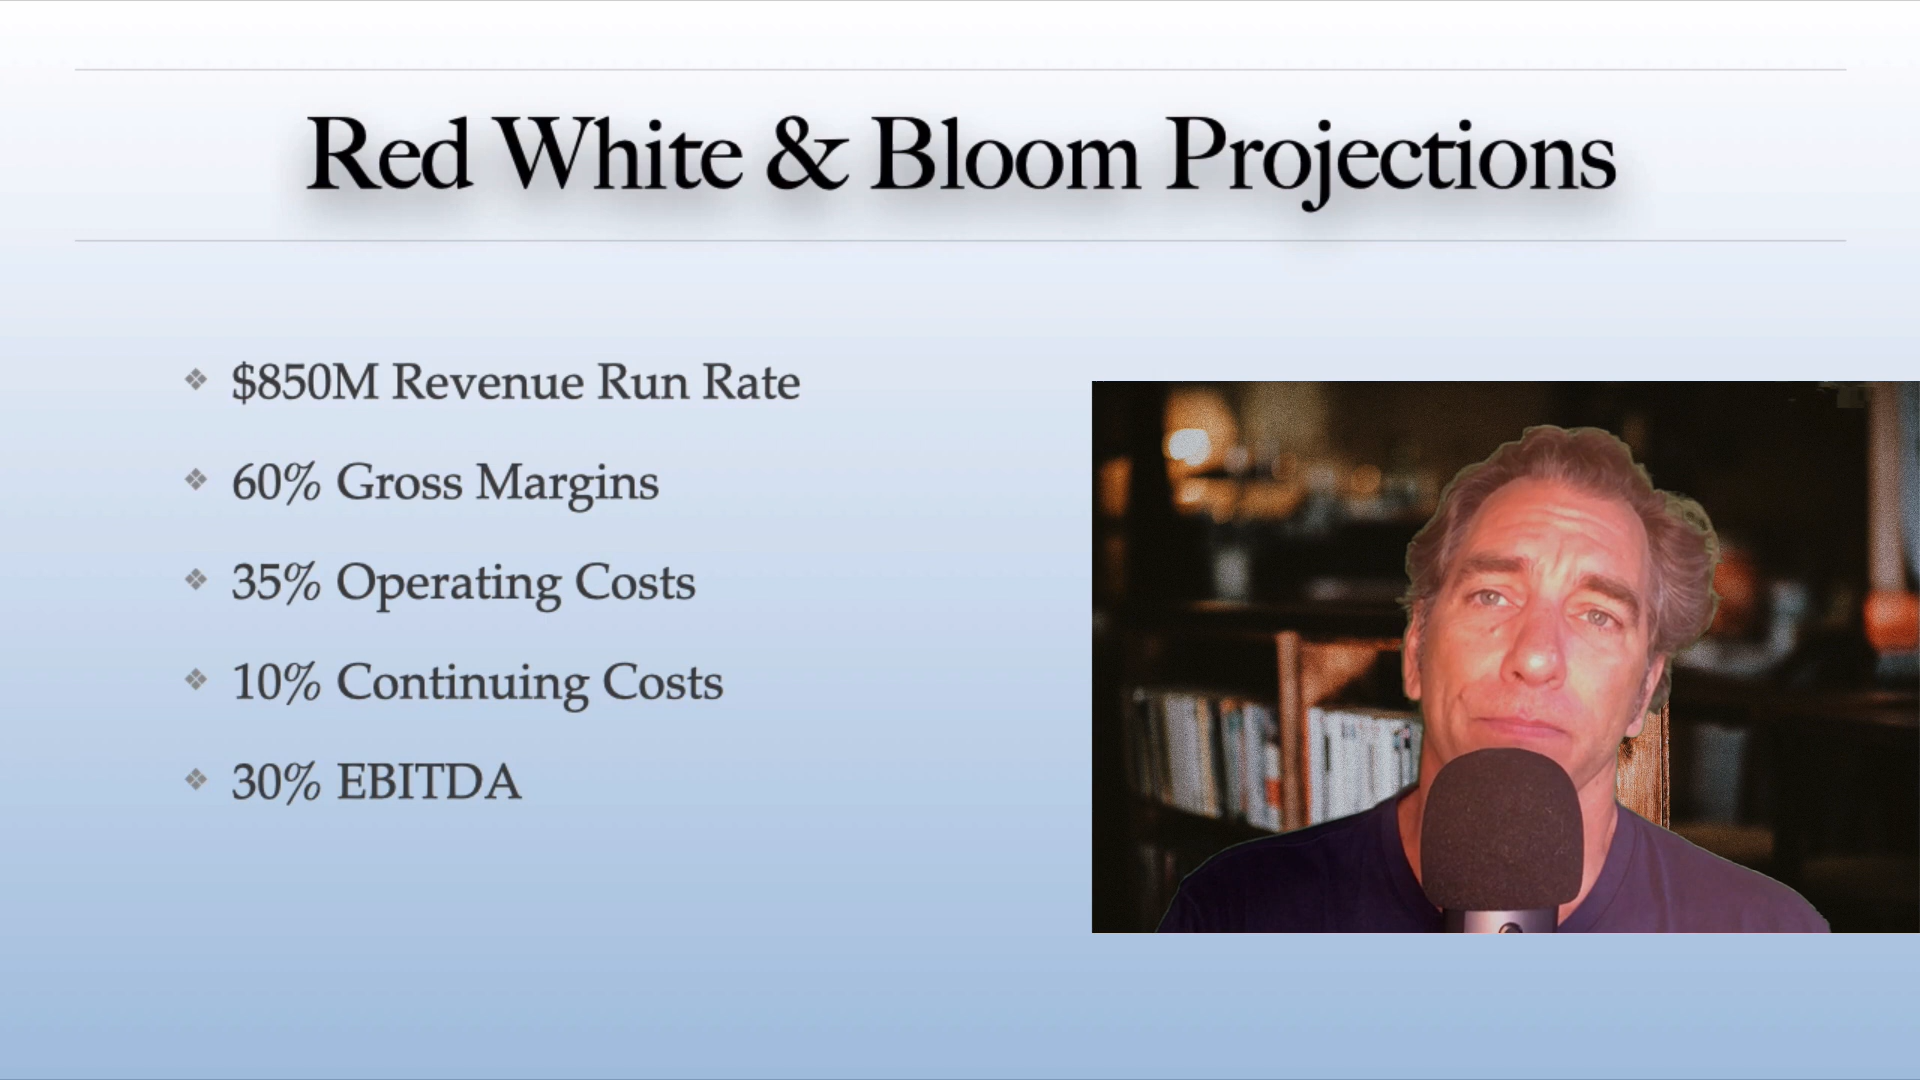 Red White & Bloom Projections
$850M Revenue Run Rate
60% Gross Margins
35% Operating Costs
10% Continuing Costs
30% EBITDA